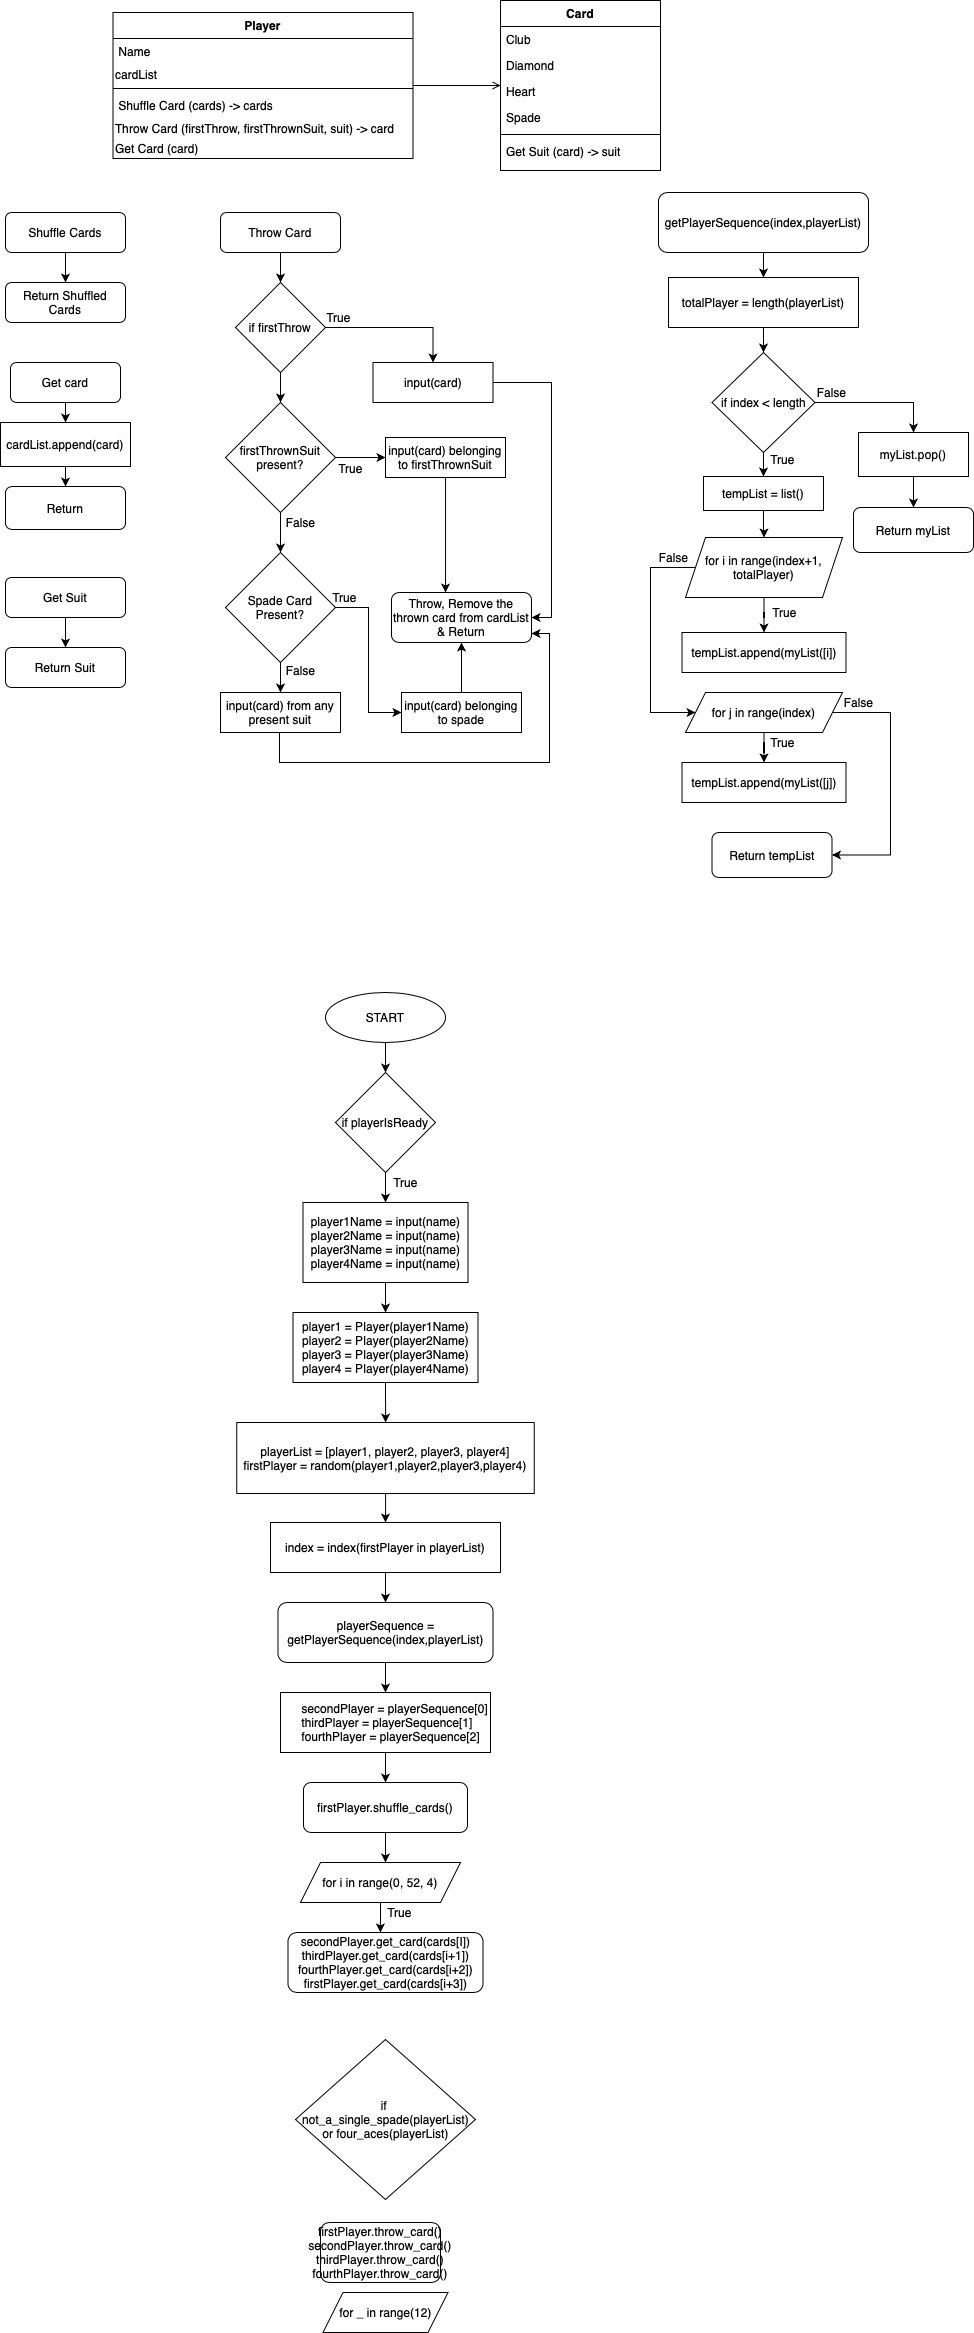 Player
Name
cardList
Shuffle Card (cards) -> cards
Throw Card (firstThrow, firstThrownSuit, suit) -> card
Get Card (card)
Card
Club
Diamond
Heart
Spade
Get Suit (card) -> suit
Shuffle Cards
Return Shuffled
Cards
Get card
cardList.append(card)
Return
Get Suit
Return Suit
Throw Card
if firstThrow
True
input(card)
firstThrownSuit
present?
True
input(card) belonging
to firstThrownSuit
False
Spade Card
Present?
True
Throw, Remove the
thrown card from cardList
& Return
False
input(card) from any
present suit
input(card) belonging
to spade
getPlayerSequence(index,playerList)
totalPlayer = length(playerList)
if index < length
False
myList.pop()
Return myList
True
tempList = list()
for i in range(index+1,
totalPlayer)
False
True
tempList.append(myList([i])
for j in range(index)
False
True
tempList.append(myList([j])
Return tempList
START
if playerIsReady
True
player1Name = input(name)
player2Name = input(name)
player3Name = input(name)
player4Name = input(name)
player1 = Player(player1Name)
player2 = Player(player2Name)
player3 = Player(player3Name)
player4 = Player(player4Name)
playerList = [player1, player2, player3, player4]
firstPlayer = random(player1,player2,player3,player4)
index = index(firstPlayer in playerList)
playerSequence =
getPlayerSequence(index,playerList)
secondPlayer = playerSequence[0]
thirdPlayer = playerSequence[1]
fourthPlayer = playerSequence[2]
firstPlayer.shuffle_cards()
for i in range(0, 52, 4)
True
secondPlayer.get_card(cards[I])
thirdPlayer.get_card(cards[i+1])
fourthPlayer.get_card(cards[i+2])
firstPlayer.get_card(cards[i+3])
if
not_a_single_spade(playerList)
or four_aces(playerList)
firstPlayer.throw_card()
secondPlayer.throw_card()
thirdPlayer.throw_card()
fourthPlayer.throw_card()
for _ in range(12)